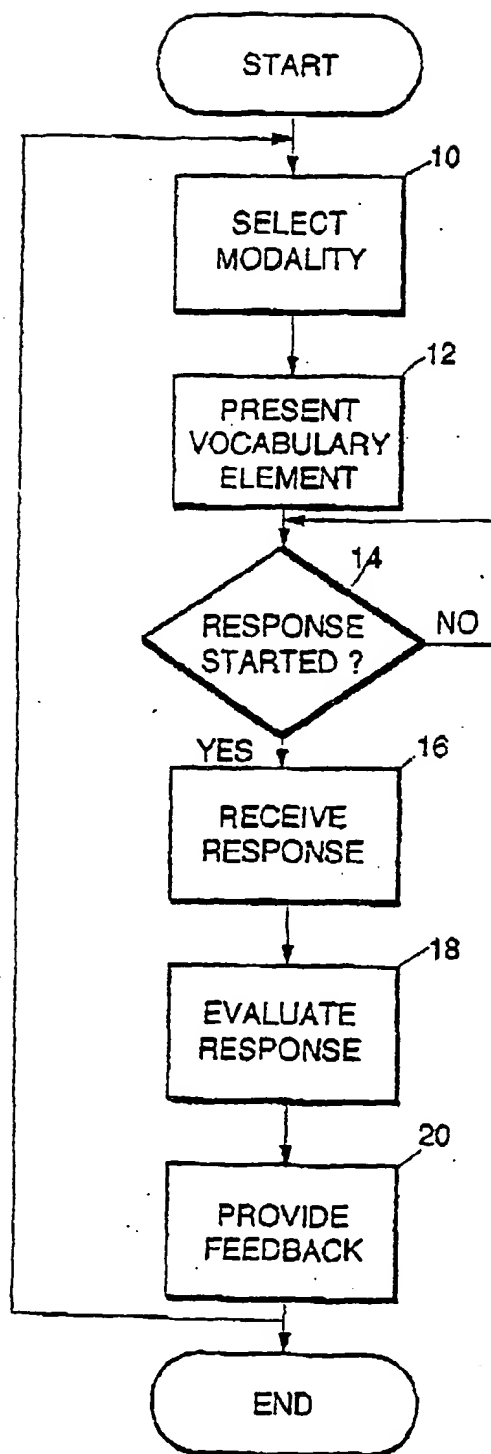 START
10
SELECT
MODALITY
12
PRESENT
VOCABULARY
ELEMENT
14
RESPONSE
STARTED ?
NO
YES
16
RECEIVE
RESPONSE
18
EVALUATE
RESPONSE
20
PROVIDE
FEEDBACK
END